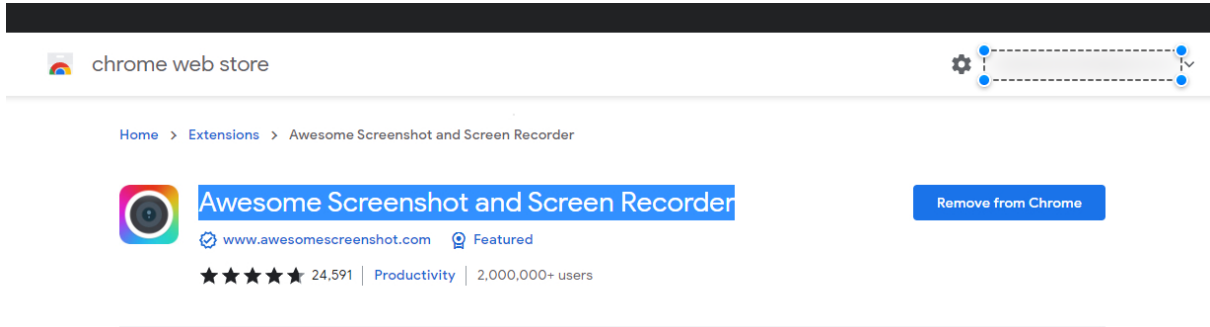 chrome web store
Home > Extensions > Awesome Screenshot and Screen Recorder
Awesome Screenshot and Screen Recorder
Remove from Chrome
www.awesomescreenshot.com Featured
24,591 | Productivity | 2,000,000+ users